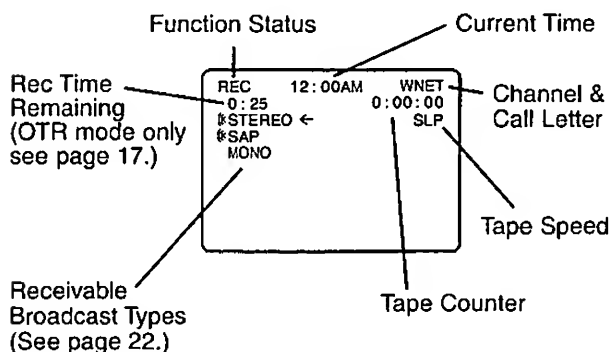 Function Status
Current Time
Rec Time
Remaining
(OTR mode only
see page 17.)
REC 12:00AM WNET
0:25 0:00:00
STEREO ← SLP
SAP
MONO
Channel &
Call Letter
Tape Speed
Tape Counter
Receivable
Broadcast Types
(See page 22.)